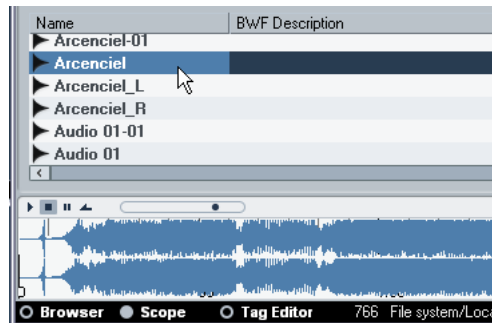 Name BWF Description
Arcenciel-01
Arcenciel
Arcenciel_L
Arcenciel_R
Audio 01-01
Audio 01
Browser Scope Tag Editor 766 File system/Loca